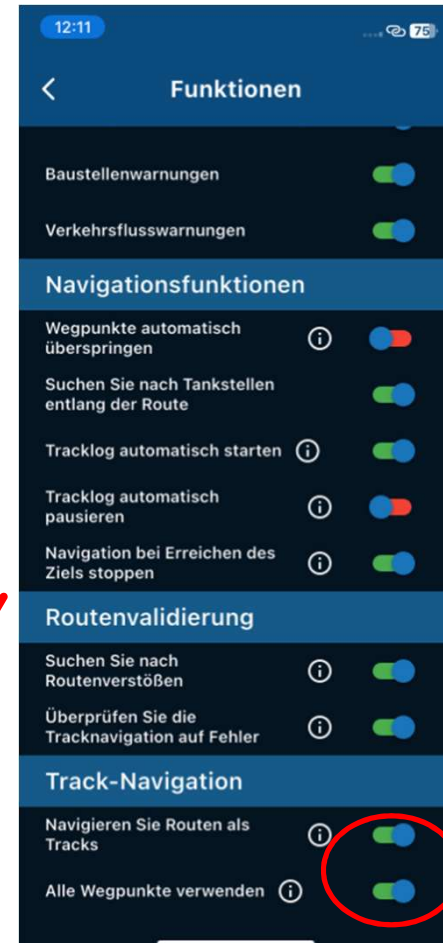 12:11
75
Funktionen
Baustellenwarnungen
Verkehrsflusswarnungen
Navigationsfunktionen
Wegpunkte automatisch
überspringen
Suchen Sie nach Tankstellen
entlang der Route
Tracklog automatisch starten
Tracklog automatisch
pausieren
Navigation bei Erreichen des
Ziels stoppen
Routenvalidierung
Suchen Sie nach
Routenverstößen
Überprüfen Sie die
Tracknavigation auf Fehler
Track-Navigation
Navigieren Sie Routen als
Tracks
Alle Wegpunkte verwenden